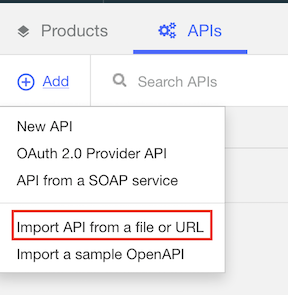 Products
APIs
Add
Search APIs
New API
OAuth 2.0 Provider API
API from a SOAP service
Import API from a file or URL
Import a sample OpenAPI